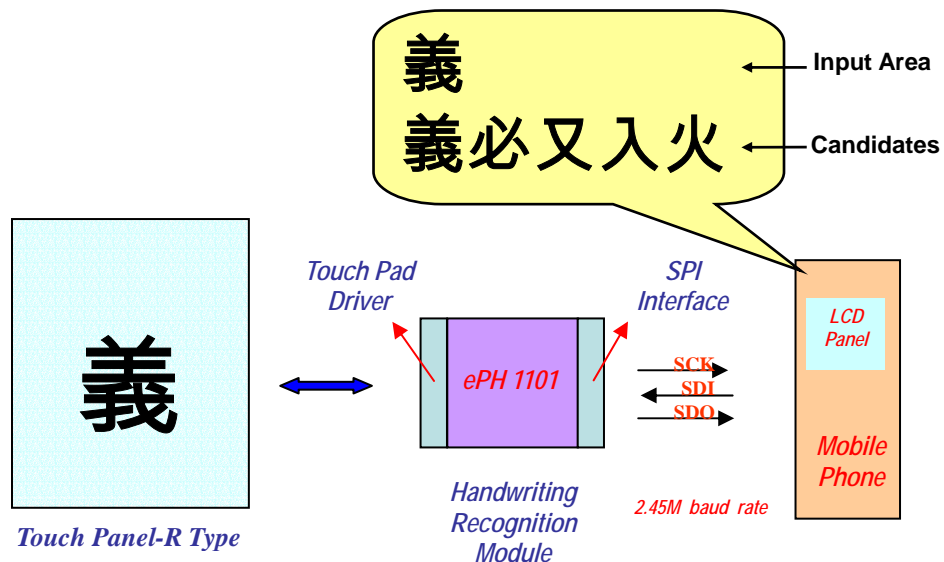 義
Input Area
義必又入火
Candidates
Touch Pad
Driver
SPI
Interface
LCD
Panel
義
ePH 1101
SCK
SDI
SDO
Mobile
Phone
Handwriting
Recognition
Module
2.45M baud rate
Touch Panel-R Type